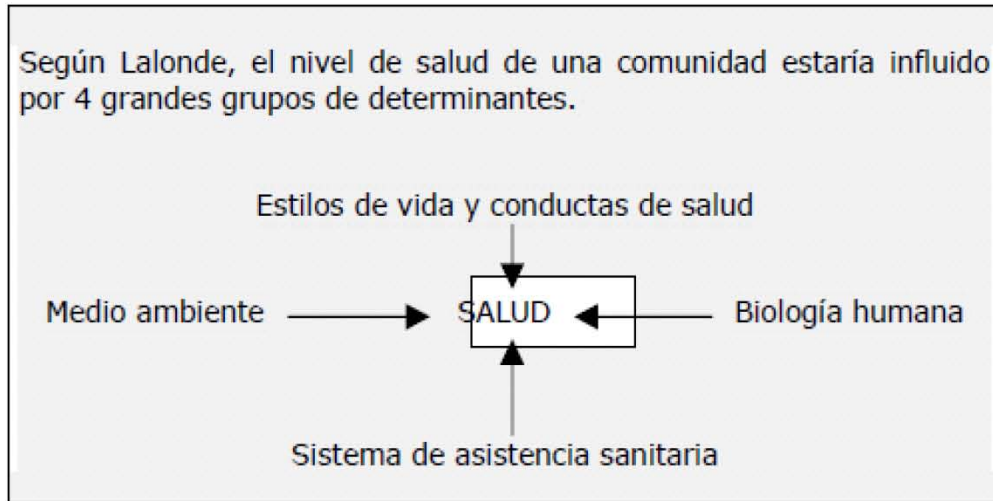 Según Lalonde, el nivel de salud de una comunidad estaría influido
por 4 grandes grupos de determinantes.
Estilos de vida y conductas de salud
Medio ambiente SALUD Biología humana
Sistema de asistencia sanitaria